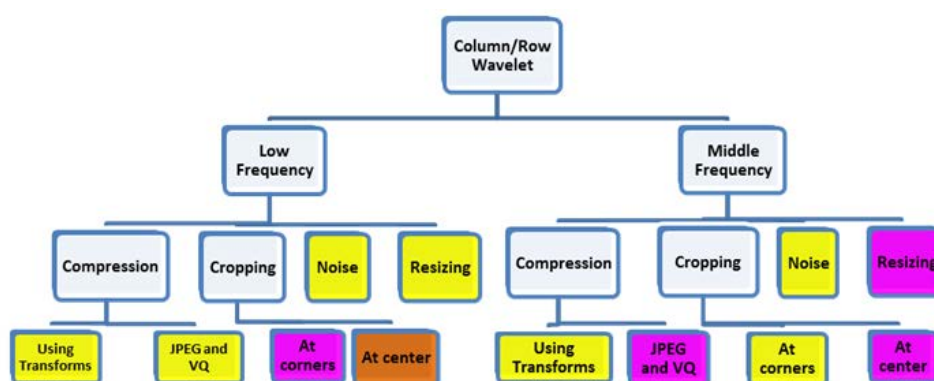 Column/Row
Wavelet
Low
Frequency
Middle
Frequency
Compression
Cropping
Noise
Resizing
Compression
Cropping
Noise
Resizing
Using
Transforms
JPEG and
VQ
At
corners
At center
Using
Transforms
JPEG
and VQ
At
corners
At
center